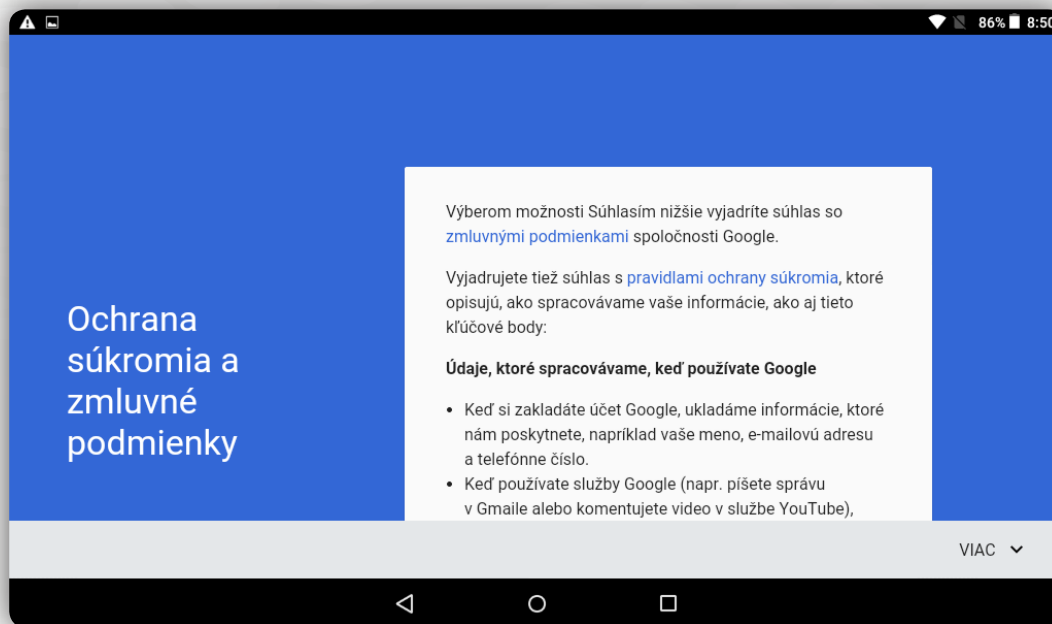 86% 8:50
Ochrana
súkromia a
zmluvné
podmienky
Výberom možnosti Súhlasím nižšie vyjadríte súhlas so
zmluvnými podmienkami spoločnosti Google.
Vyjadrujete tiež súhlas s pravidlami ochrany súkromia, ktoré
opisujú, ako spracovávame vaše informácie, ako aj tieto
kľúčové body:
Údaje, ktoré spracovávame, keď používate Google
• Keď si zakladáte účet Google, ukladáme informácie, ktoré
nám poskytnete, napríklad vaše meno, e-mailovú adresu
a telefónne číslo.
• Keď používate služby Google (napr. píšete správu
v Gmaile alebo komentujete video v službe YouTube),
VIAC